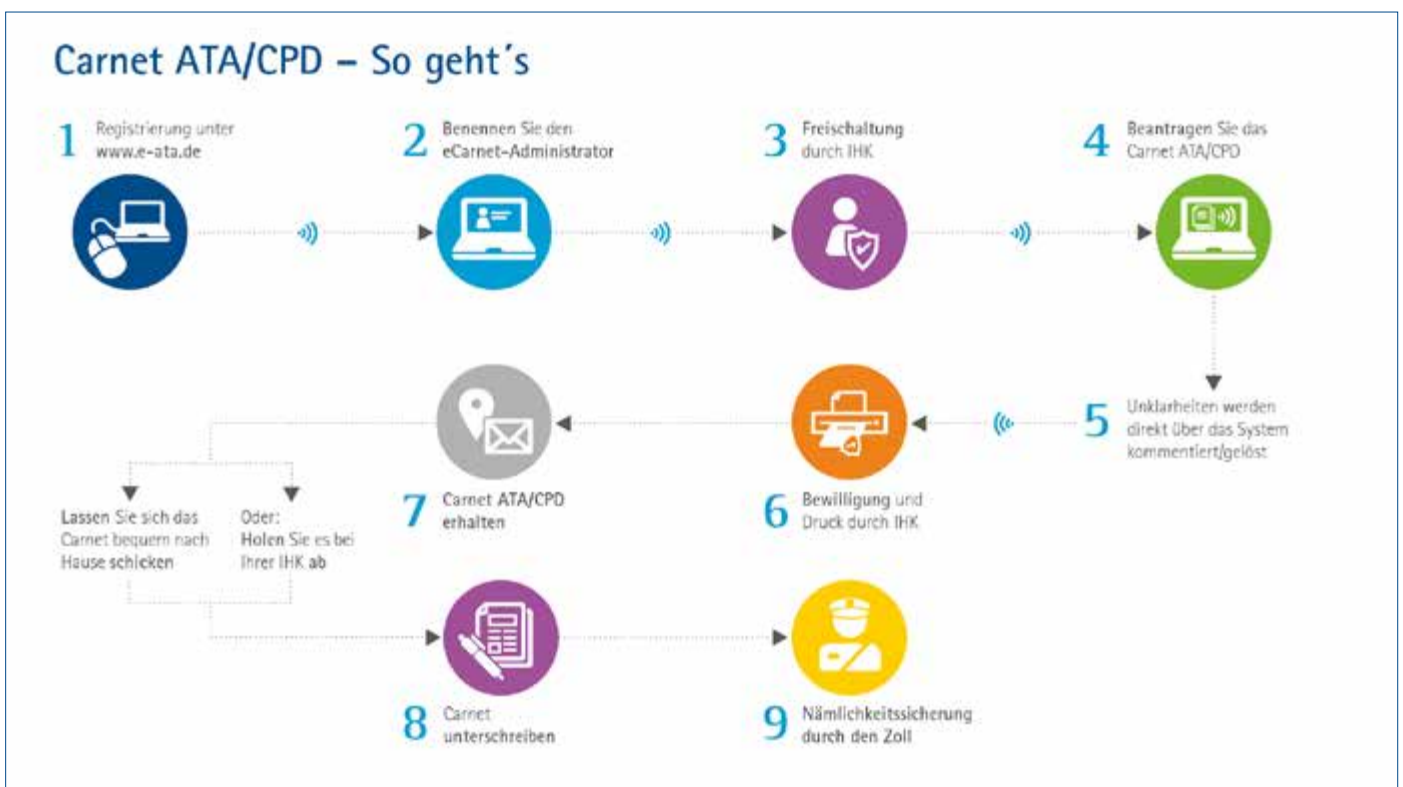 Carnet ATA/CPD – So geht´s
1 Registrierung unter
www.e-ata.de
2 Benennen Sie den
eCarnet-Administrator
3 Freischaltung
durch IHK
4 Beantragen Sie das
Carnet ATA/CPD
5 Unklarheiten werden
direkt über das System
kommentiert/gelöst
6 Bewilligung und
Druck durch IHK
7 Carnet ATA/CPD
erhalten
Lassen Sie sich das
Carnet bequem nach
Hause schicken
Oder:
Holen Sie es bei
Ihrer IHK ab
8 Carnet
unterschreiben
9 Nämlichkeitssicherung
durch den Zoll